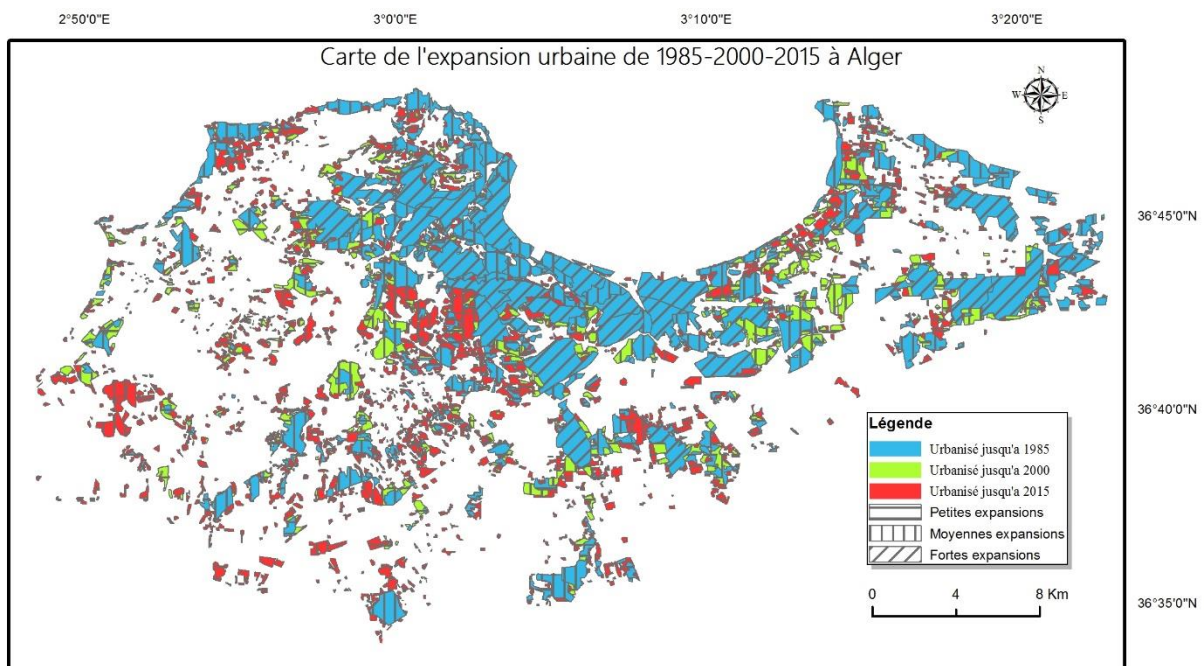 2°50'0"E 3°0'0"E 3°10'0"E 3°20'0"E
Carte de l'expansion urbaine de 1985-2000-2015 à Alger
N
W E
S
36°45'0"N
36°40'0"N
Légende
Urbanisé jusqu'a 1985
Urbanisé jusqu'a 2000
Urbanisé jusqu'a 2015
Petites expansions
Moyennes expansions
Fortes expansions
0 4 8 Km
36°35'0"N